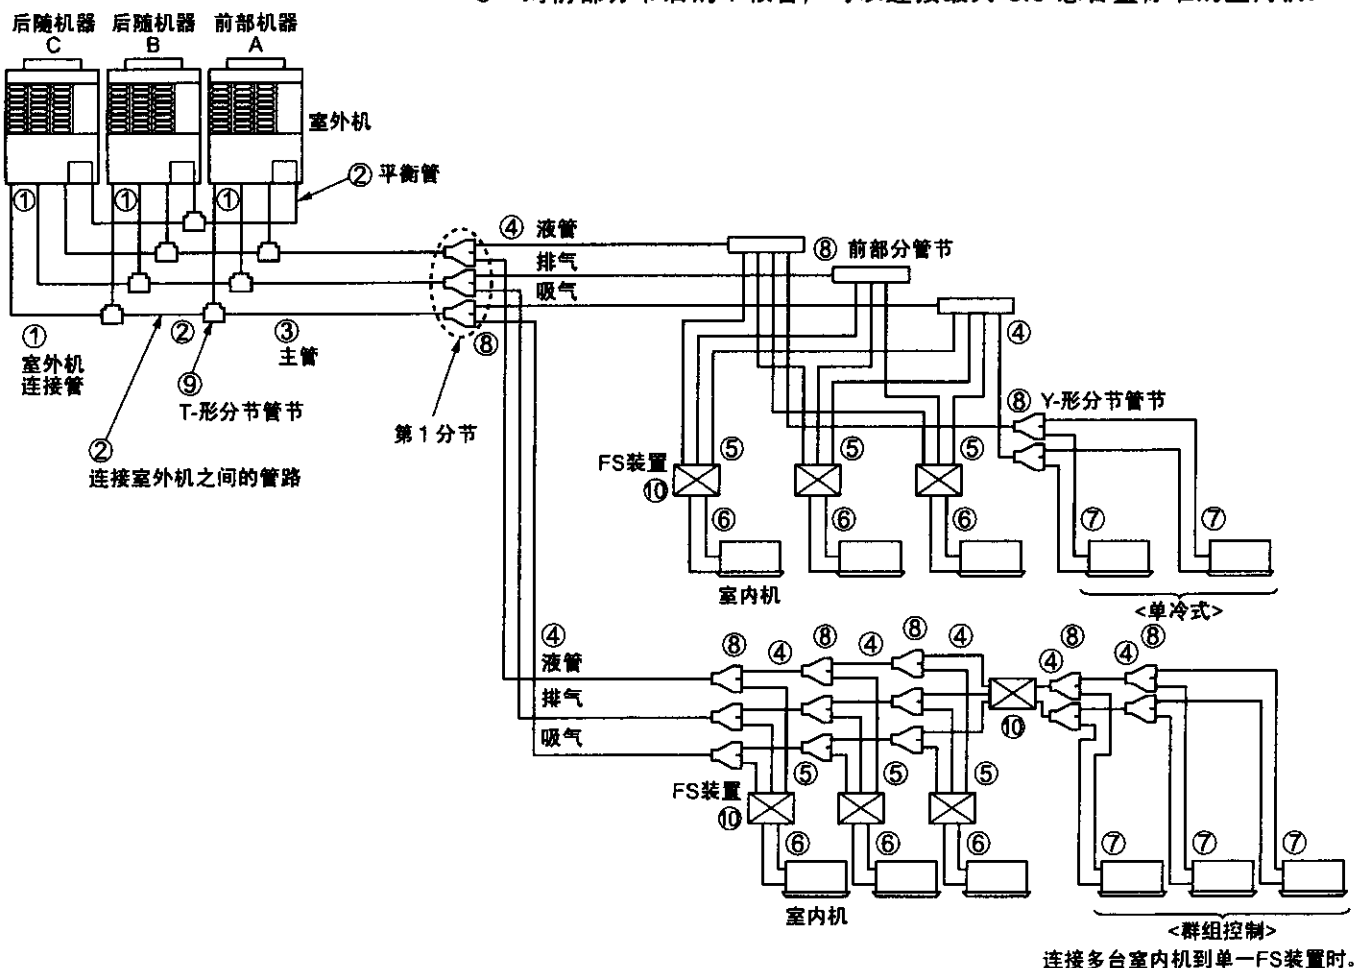 后随机器 后随机器 前部机器
C B A
室外机
① ① ① ② 平衡管
④ 液管
⑧ 前部分管节
排气
吸气
① ② ③ ⑧ ④
室外机
连接管
主管
⑨
T-形分节管节
第1分节
⑧ Y-形分节管节
②
连接室外机之间的管路
FS装置 ⑤ ⑤ ⑤
⑩
⑥ ⑥ ⑥ ⑦ ⑦
室内机
<单冷式>
④ ⑧ ④ ⑧ ④ ⑧ ④ ④ ⑧ ④ ⑧
液管
排气
吸气
⑩
FS装置 ⑤ ⑤ ⑤
⑩
⑥ ⑥ ⑥ ⑦ ⑦ ⑦
室内机
<群组控制>
连接多台室内机到单一FS装置时。